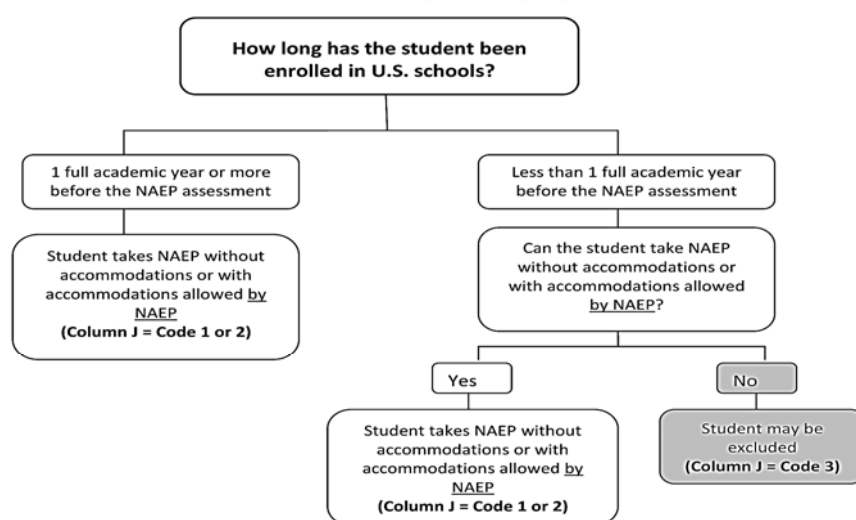 How long has the student been
enrolled in U.S. schools?
1 full academic year or more
before the NAEP assessment
Less than 1 full academic year
before the NAEP assessment
Student takes NAEP without
accommodations or with
accommodations allowed by
NAEP
(Column J = Code 1 or 2)
Can the student take NAEP
without accommodations or
with accommodations allowed
by NAEP?
Yes
No
Student takes NAEP without
accommodations or with
accommodations allowed by
NAEP
(Column J = Code 1 or 2)
Student may be
excluded
(Column J = Code 3)